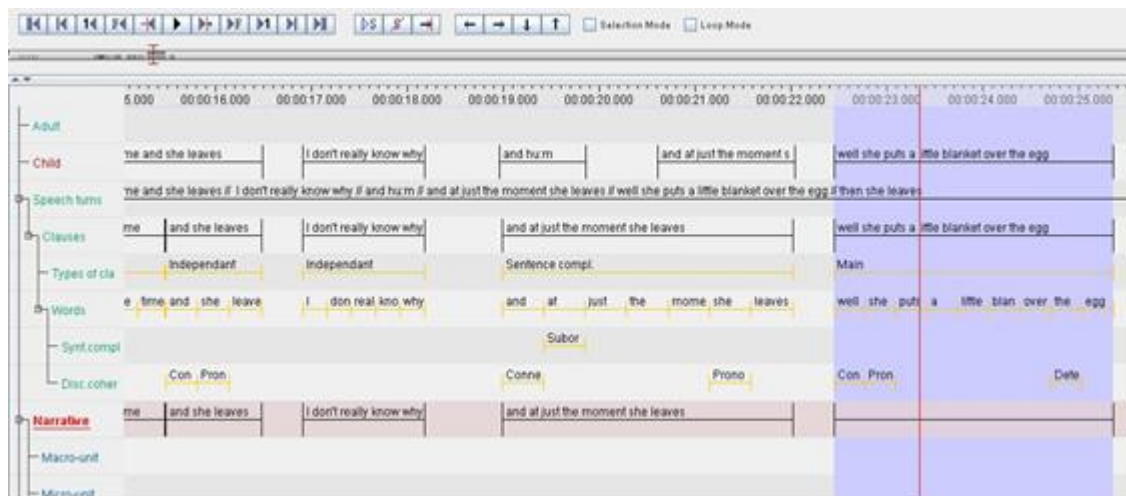 1 F F 1 S S Selection Mode Loop Mode
5.000 00:00:16.000 00:00:17.000 00:00:18.000 00:00:19.000 00:00:20.000 00:00:21.000 00:00:22.000 00:00:23.000 00:00:24.000 00:00:25.000
Adult
Child me and she leaves I don't really know why and hu:m and at just the moment s well she puts a little blanket over the egg
Speech turns me and she leaves // I don't really know why // and hu:m // and at just the moment she leaves // well she puts a little blanket over the egg // then she leaves
Clauses me and she leaves I don't really know why and at just the moment she leaves well she puts a little blanket over the egg
Types of cla Independant Independant Sentence compl. Main
Words e time and she leave I don real kno why and at just the mome she leaves well she puts a little blan over the egg
Synt.compl Subor
Disc.coher Con Pron Conne Prono Con Pron Dete
Narrative me and she leaves I don't really know why and at just the moment she leaves
Macro-unit
Micro-unit